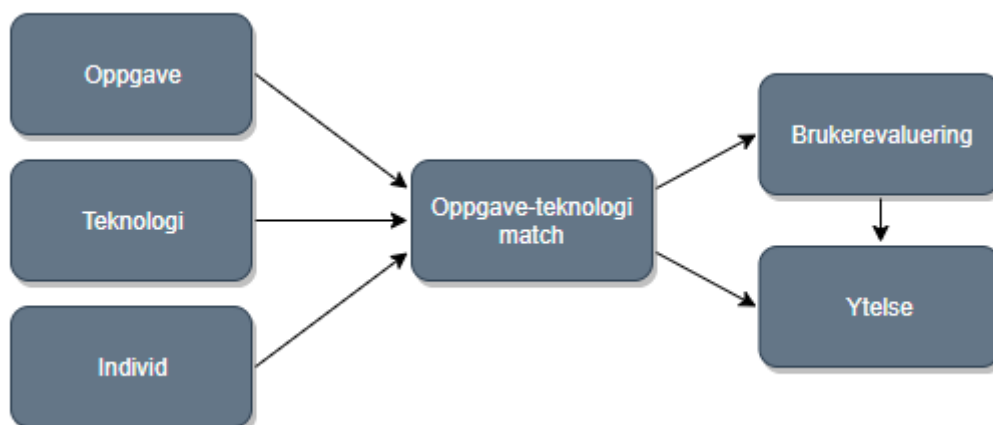 Oppgave
Teknologi
Individ
Oppgave-teknologi
match
Brukerevaluering
Ytelse